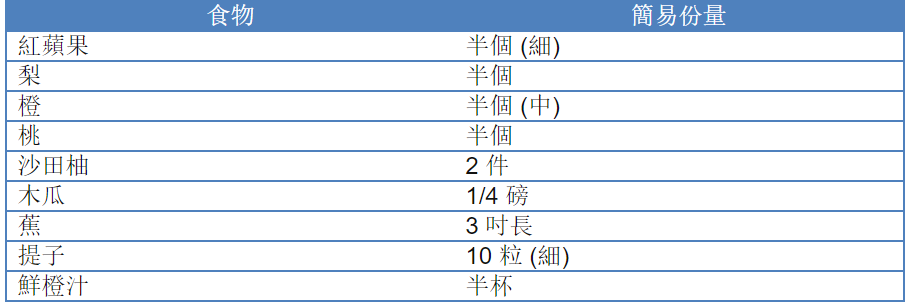 食物 簡易份量
紅蘋果 半個 (細)
梨 半個
橙 半個 (中)
桃 半個
沙田柚 2 件
木瓜 1/4 磅
蕉 3 吋長
提子 10 粒 (細)
鮮橙汁 半杯